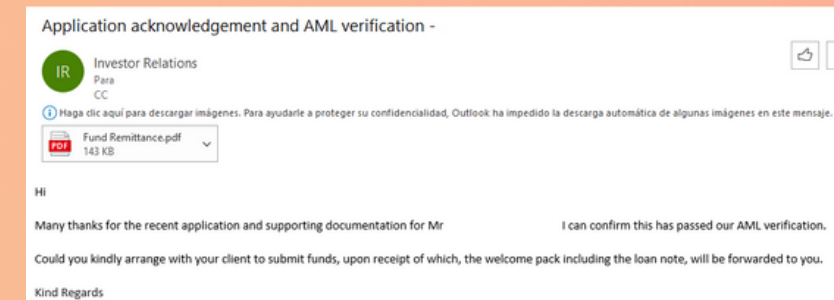 Application acknowledgement and AML verification -
IR
Investor Relations
Para
CC
Haga clic aquí para descargar imágenes. Para ayudarle a proteger su confidencialidad, Outlook ha impedido la descarga automática de algunas imágenes en este mensaje.
PDF
Fund Remittance.pdf
143 KB
Hi
Many thanks for the recent application and supporting documentation for Mr I can confirm this has passed our AML verification.
Could you kindly arrange with your client to submit funds, upon receipt of which, the welcome pack including the loan note, will be forwarded to you.
Kind Regards